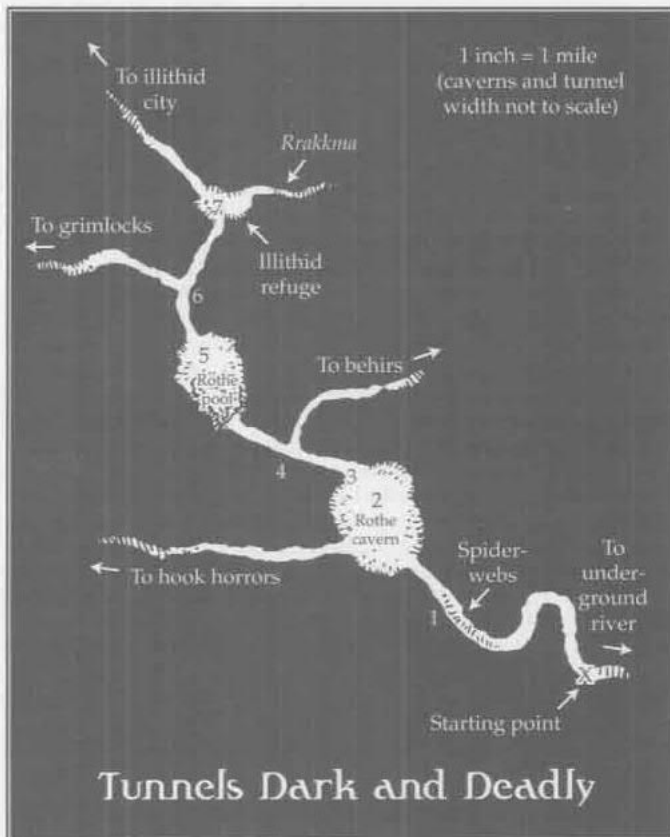 1 inch = 1 mile
(caverns and tunnel
width not to scale)
To illithid
city
Rrakkma
7
To grimlocks
Illithid
refuge
6
5
Rothe
pool
To behirs
4
3
2
Rothe
cavern
Spider-
webs
To
under-
ground
river
To hook horrors
1
X
Starting point
Tunnels Dark and Deadly